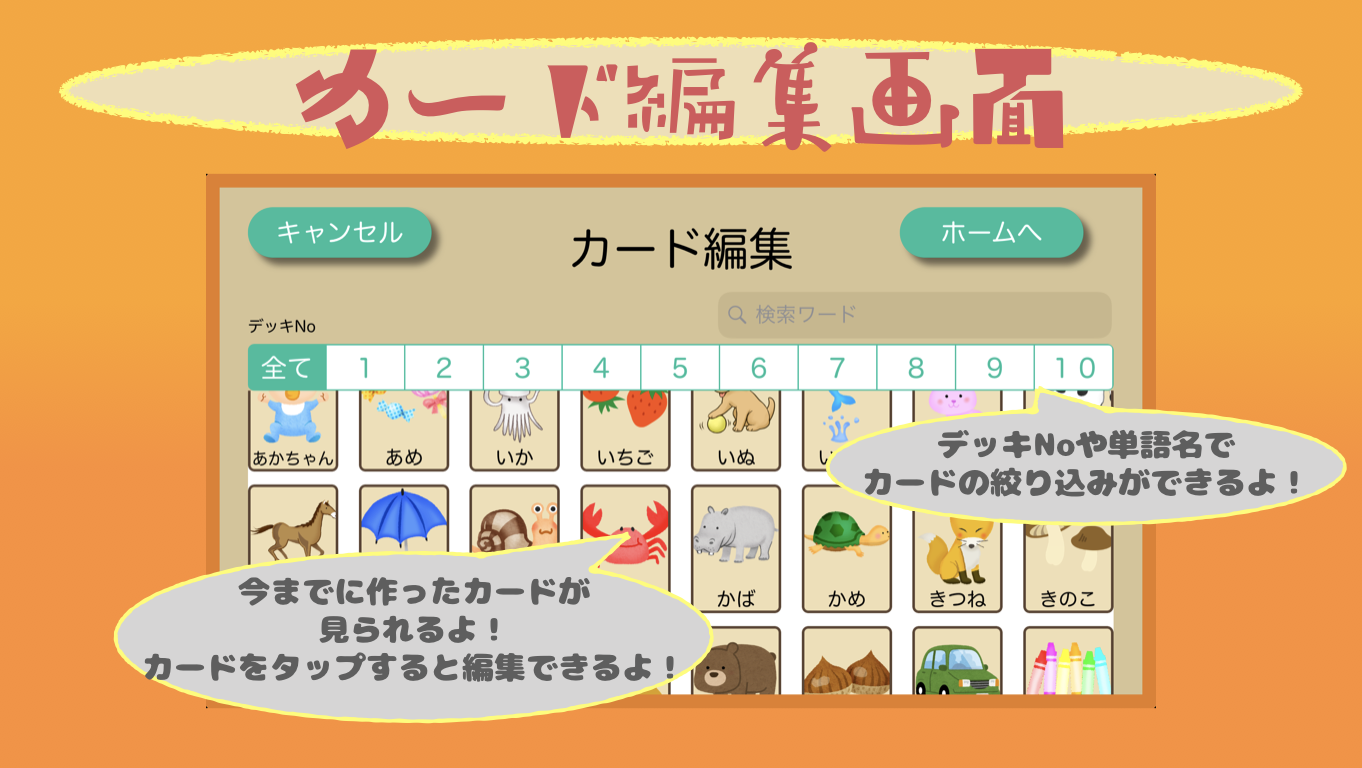 カード編集画面
キャンセル
カード編集
ホームへ
検索ワード
デッキNo
全て 1 2 3 4 5 6 7 8 9 10
あかちゃん あめ いか いちご いぬ
デッキNoや単語名で
カードの絞り込みができるよ！
かば かめ きつね きのこ
今までに作ったカードが
見られるよ！
カードをタップすると編集できるよ！